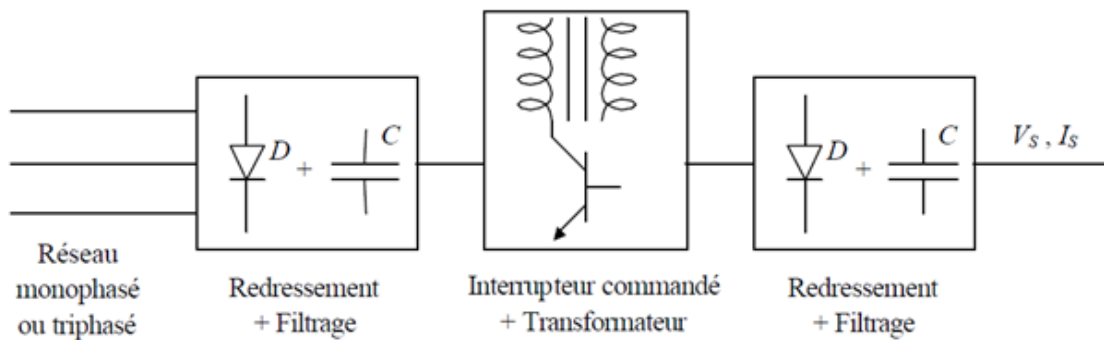 D + C
D + C
V_S , I_S
Réseau
monophasé
ou triphasé
Redressement
+ Filtrage
Interrupteur commandé
+ Transformateur
Redressement
+ Filtrage